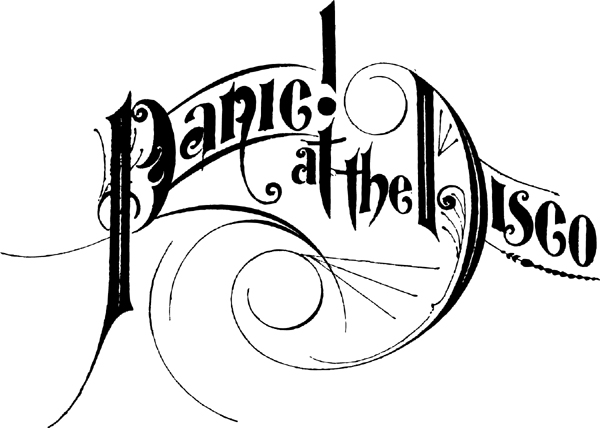 Panic!
at the Disco